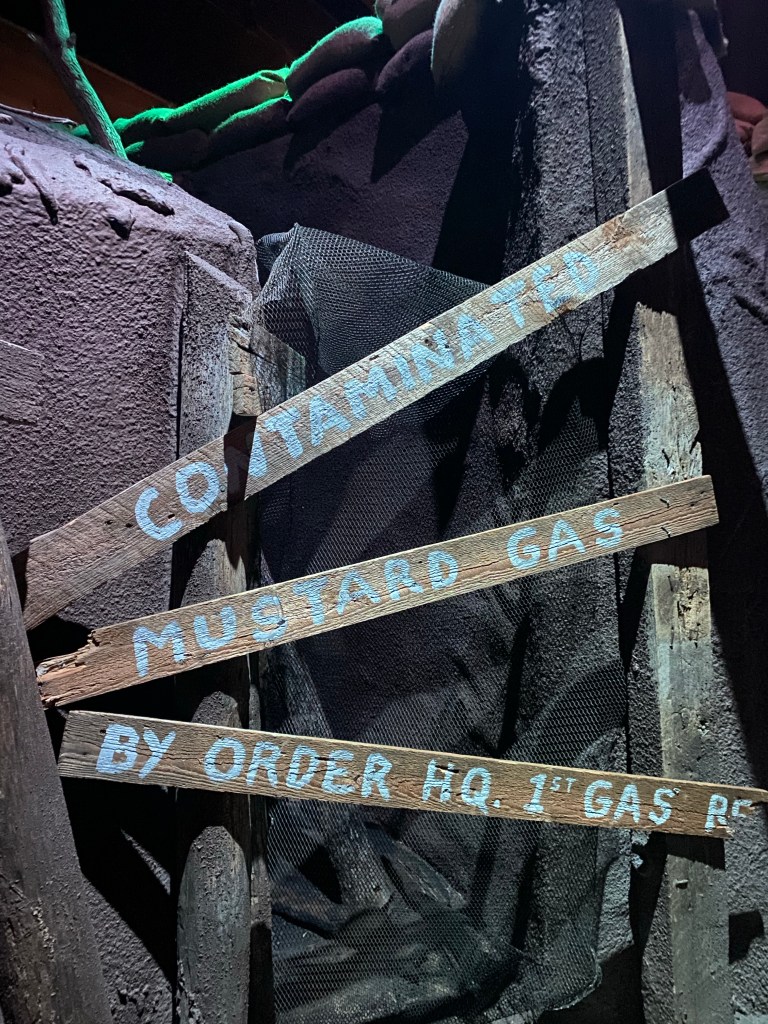 CONTAMINATED
MUSTARD GAS
BY ORDER HQ. 1ST GAS